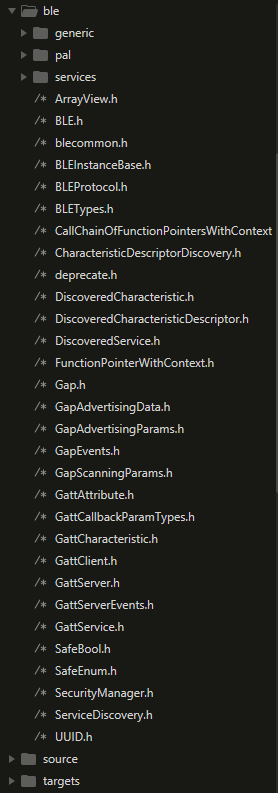 ble
generic
pal
services
/* ArrayView.h
/* BLE.h
/* blecommon.h
/* BLEInstanceBase.h
/* BLEProtocol.h
/* BLETypes.h
/* CallChainOfFunctionPointersWithContext
/* CharacteristicDescriptorDiscovery.h
/* deprecate.h
/* DiscoveredCharacteristic.h
/* DiscoveredCharacteristicDescriptor.h
/* DiscoveredService.h
/* FunctionPointerWithContext.h
/* Gap.h
/* GapAdvertisingData.h
/* GapAdvertisingParams.h
/* GapEvents.h
/* GapScanningParams.h
/* GattAttribute.h
/* GattCallbackParamTypes.h
/* GattCharacteristic.h
/* GattClient.h
/* GattServer.h
/* GattServerEvents.h
/* GattService.h
/* SafeBool.h
/* SafeEnum.h
/* SecurityManager.h
/* ServiceDiscovery.h
/* UUID.h
source
targets